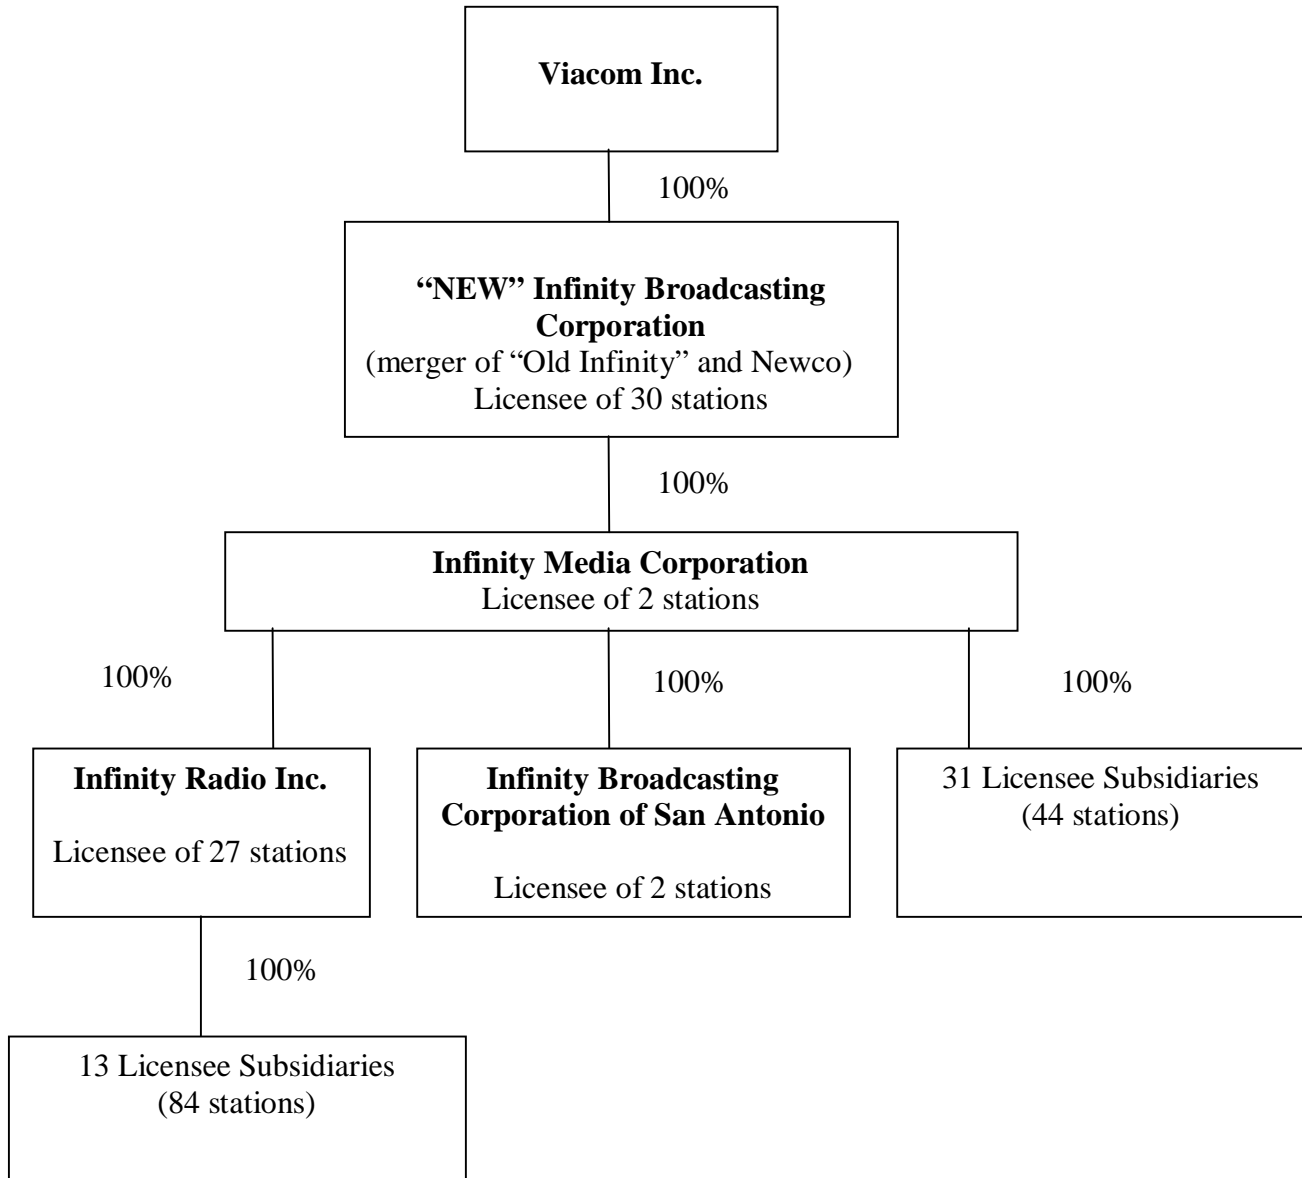 Viacom Inc.
100%
“NEW” Infinity Broadcasting
Corporation
(merger of “Old Infinity” and Newco)
Licensee of 30 stations
100%
Infinity Media Corporation
Licensee of 2 stations
100%
100%
100%
Infinity Radio Inc.
Licensee of 27 stations
Infinity Broadcasting
Corporation of San Antonio
Licensee of 2 stations
31 Licensee Subsidiaries
(44 stations)
100%
13 Licensee Subsidiaries
(84 stations)